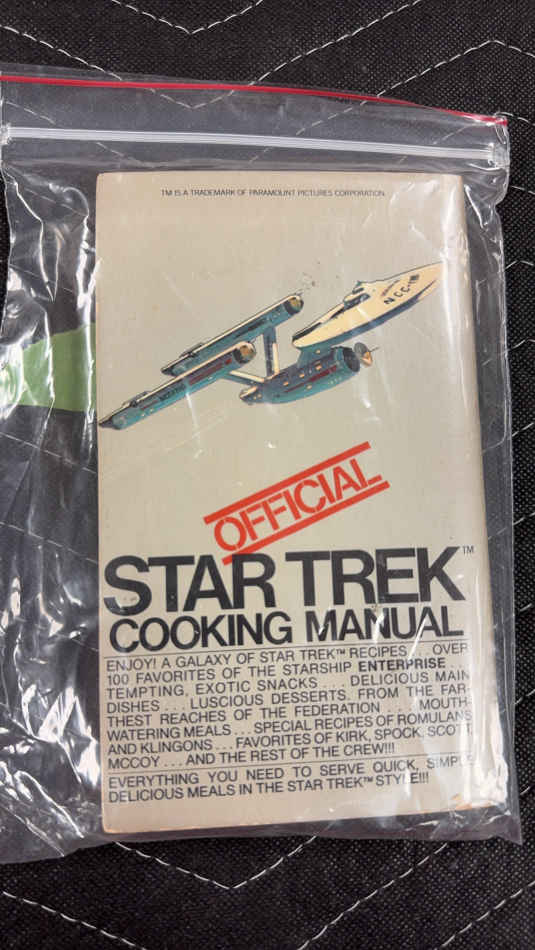 TM IS A TRADEMARK OF PARAMOUNT PICTURES CORPORATION
OFFICIAL
STAR TREK™
COOKING MANUAL
ENJOY! A GALAXY OF STAR TREK™ RECIPES . . . OVER
100 FAVORITES OF THE STARSHIP ENTERPRISE . . .
TEMPTING, EXOTIC SNACKS . . . DELICIOUS MAIN
DISHES . . . LUSCIOUS DESSERTS. FROM THE FAR-
THEST REACHES OF THE FEDERATION . . . MOUTH-
WATERING MEALS . . . SPECIAL RECIPES OF ROMULANS
AND KLINGONS . . . FAVORITES OF KIRK, SPOCK, SCOTT,
MCCOY . . . AND THE REST OF THE CREW!!!
EVERYTHING YOU NEED TO SERVE QUICK, SIMPLE
DELICIOUS MEALS IN THE STAR TREK™ STYLE!!!